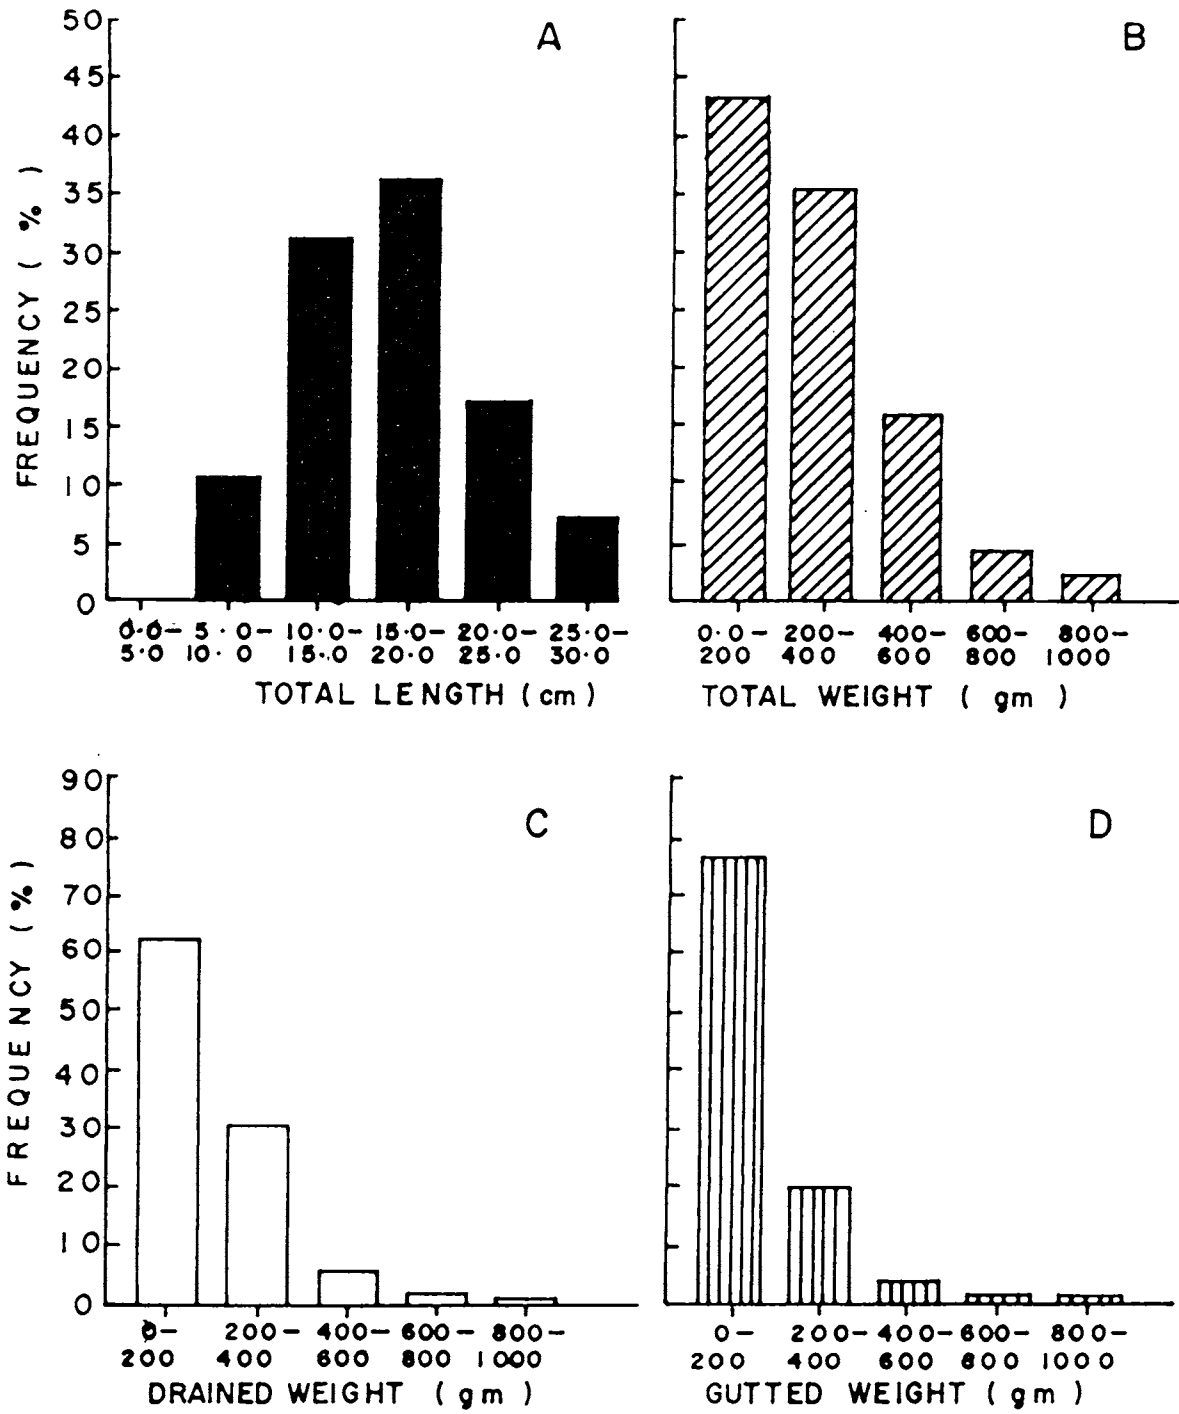 A
50
45
40
35
30
25
20
15
10
5
0
FREQUENCY ( % )
0.0- 5.0- 10.0- 15.0- 20.0- 25.0-
5.0 10.0 15.0 20.0 25.0 30.0
TOTAL LENGTH (cm)
B
0.0- 200- 400- 600- 800-
200 400 600 800 1000
TOTAL WEIGHT ( gm )
C
90
80
70
60
50
40
30
20
10
0
FREQUENCY (%)
0- 200- 400- 600- 800-
200 400 600 800 1000
DRAINED WEIGHT (gm)
D
0- 200- 400- 600- 800-
200 400 600 800 1000
GUTTED WEIGHT (gm)